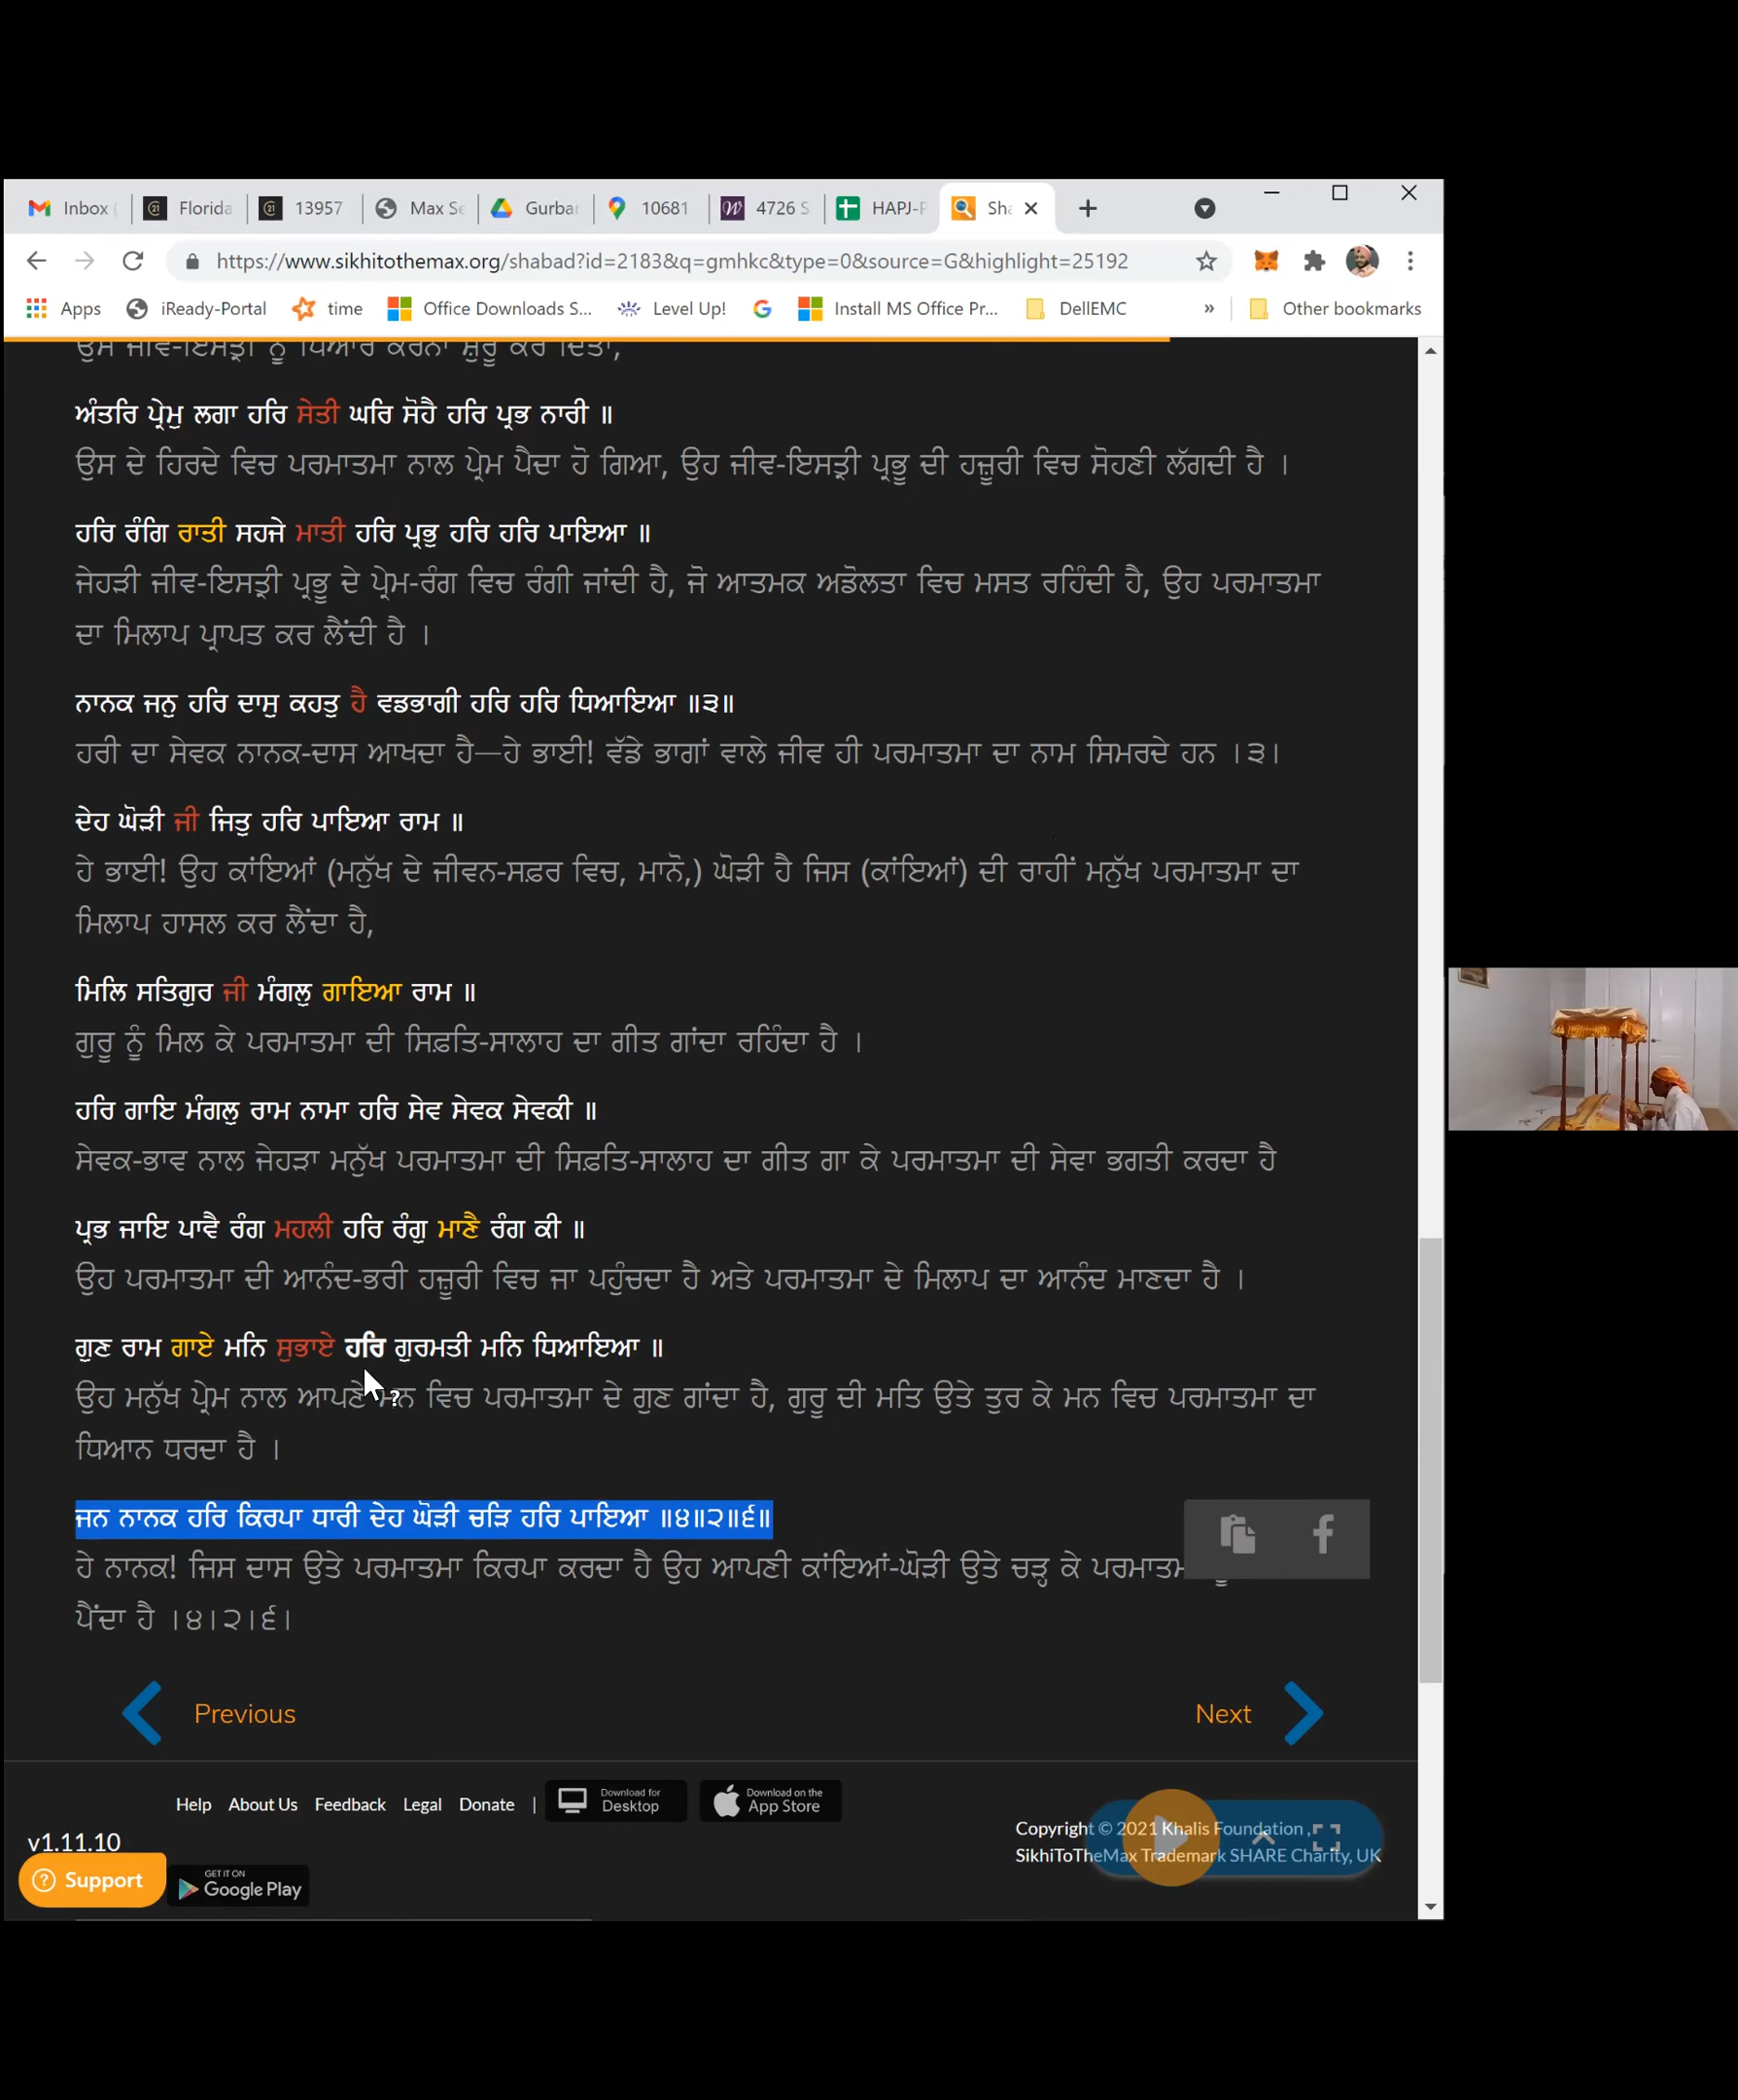 Inbox
Florida
13957
Max Se
Gurbar
10681
4726 S
HAPJ-P
Sha
https://www.sikhitothemax.org/shabad?id=2183&q=gmhkc&type=0&source=G&highlight=25192
Apps iReady-Portal time Office Downloads S... Level Up! Install MS Office Pr... DellEMC » Other bookmarks
ਉਸ ਜੀਵ-ਇਸਤ੍ਰੀ ਨੂੰ ਪਿਆਰ ਕਰਨਾ ਸ਼ੁਰੂ ਕਰ ਦਿੱਤਾ,
ਅੰਤਰਿ ਪ੍ਰੇਮੁ ਲਗਾ ਹਰਿ ਸੇਤੀ ਘਰਿ ਸੋਹੈ ਹਰਿ ਪ੍ਰਭ ਨਾਰੀ ॥
ਉਸ ਦੇ ਹਿਰਦੇ ਵਿਚ ਪਰਮਾਤਮਾ ਨਾਲ ਪ੍ਰੇਮ ਪੈਦਾ ਹੋ ਗਿਆ, ਉਹ ਜੀਵ-ਇਸਤ੍ਰੀ ਪ੍ਰਭੂ ਦੀ ਹਜ਼ੂਰੀ ਵਿਚ ਸੋਹਣੀ ਲੱਗਦੀ ਹੈ ।
ਹਰਿ ਰੰਗਿ ਰਾਤੀ ਸਹਜੇ ਮਾਤੀ ਹਰਿ ਪ੍ਰਭੁ ਹਰਿ ਹਰਿ ਪਾਇਆ ॥
ਜੇਹੜੀ ਜੀਵ-ਇਸਤ੍ਰੀ ਪ੍ਰਭੂ ਦੇ ਪ੍ਰੇਮ-ਰੰਗ ਵਿਚ ਰੰਗੀ ਜਾਂਦੀ ਹੈ, ਜੋ ਆਤਮਕ ਅਡੋਲਤਾ ਵਿਚ ਮਸਤ ਰਹਿੰਦੀ ਹੈ, ਉਹ ਪਰਮਾਤਮਾ
ਦਾ ਮਿਲਾਪ ਪ੍ਰਾਪਤ ਕਰ ਲੈਂਦੀ ਹੈ ।
ਨਾਨਕ ਜਨੁ ਹਰਿ ਦਾਸੁ ਕਹਤੁ ਹੈ ਵਡਭਾਗੀ ਹਰਿ ਹਰਿ ਧਿਆਇਆ ॥੩॥
ਹਰੀ ਦਾ ਸੇਵਕ ਨਾਨਕ-ਦਾਸ ਆਖਦਾ ਹੈ—ਹੇ ਭਾਈ! ਵੱਡੇ ਭਾਗਾਂ ਵਾਲੇ ਜੀਵ ਹੀ ਪਰਮਾਤਮਾ ਦਾ ਨਾਮ ਸਿਮਰਦੇ ਹਨ ।੩।
ਦੇਹ ਘੋੜੀ ਜੀ ਜਿਤੁ ਹਰਿ ਪਾਇਆ ਰਾਮ ॥
ਹੇ ਭਾਈ! ਉਹ ਕਾਂਇਆਂ (ਮਨੁੱਖ ਦੇ ਜੀਵਨ-ਸਫ਼ਰ ਵਿਚ, ਮਾਨੋ,) ਘੋੜੀ ਹੈ ਜਿਸ (ਕਾਂਇਆਂ) ਦੀ ਰਾਹੀਂ ਮਨੁੱਖ ਪਰਮਾਤਮਾ ਦਾ
ਮਿਲਾਪ ਹਾਸਲ ਕਰ ਲੈਂਦਾ ਹੈ,
ਮਿਲਿ ਸਤਿਗੁਰ ਜੀ ਮੰਗਲੁ ਗਾਇਆ ਰਾਮ ॥
ਗੁਰੂ ਨੂੰ ਮਿਲ ਕੇ ਪਰਮਾਤਮਾ ਦੀ ਸਿਫ਼ਤਿ-ਸਾਲਾਹ ਦਾ ਗੀਤ ਗਾਂਦਾ ਰਹਿੰਦਾ ਹੈ ।
ਹਰਿ ਗਾਇ ਮੰਗਲੁ ਰਾਮ ਨਾਮਾ ਹਰਿ ਸੇਵ ਸੇਵਕ ਸੇਵਕੀ ॥
ਸੇਵਕ-ਭਾਵ ਨਾਲ ਜੇਹੜਾ ਮਨੁੱਖ ਪਰਮਾਤਮਾ ਦੀ ਸਿਫ਼ਤਿ-ਸਾਲਾਹ ਦਾ ਗੀਤ ਗਾ ਕੇ ਪਰਮਾਤਮਾ ਦੀ ਸੇਵਾ ਭਗਤੀ ਕਰਦਾ ਹੈ
ਪ੍ਰਭ ਜਾਇ ਪਾਵੈ ਰੰਗ ਮਹਲੀ ਹਰਿ ਰੰਗੁ ਮਾਣੈ ਰੰਗ ਕੀ ॥
ਉਹ ਪਰਮਾਤਮਾ ਦੀ ਆਨੰਦ-ਭਰੀ ਹਜ਼ੂਰੀ ਵਿਚ ਜਾ ਪਹੁੰਚਦਾ ਹੈ ਅਤੇ ਪਰਮਾਤਮਾ ਦੇ ਮਿਲਾਪ ਦਾ ਆਨੰਦ ਮਾਣਦਾ ਹੈ ।
ਗੁਣ ਰਾਮ ਗਾਏ ਮਨਿ ਸੁਭਾਏ ਹਰਿ ਗੁਰਮਤੀ ਮਨਿ ਧਿਆਇਆ ॥
ਉਹ ਮਨੁੱਖ ਪ੍ਰੇਮ ਨਾਲ ਆਪਣੇ ਮਨ ਵਿਚ ਪਰਮਾਤਮਾ ਦੇ ਗੁਣ ਗਾਂਦਾ ਹੈ, ਗੁਰੂ ਦੀ ਮਤਿ ਉਤੇ ਤੁਰ ਕੇ ਮਨ ਵਿਚ ਪਰਮਾਤਮਾ ਦਾ
ਧਿਆਨ ਧਰਦਾ ਹੈ ।
ਜਨ ਨਾਨਕ ਹਰਿ ਕਿਰਪਾ ਧਾਰੀ ਦੇਹ ਘੋੜੀ ਚੜਿ ਹਰਿ ਪਾਇਆ ॥੪॥੨॥੬॥
ਹੇ ਨਾਨਕ! ਜਿਸ ਦਾਸ ਉਤੇ ਪਰਮਾਤਮਾ ਕਿਰਪਾ ਕਰਦਾ ਹੈ ਉਹ ਆਪਣੀ ਕਾਂਇਆਂ-ਘੋੜੀ ਉਤੇ ਚੜ੍ਹ ਕੇ
ਪੈਂਦਾ ਹੈ ।੪।੨।੬।
Previous Next
Help About Us Feedback Legal Donate |
Download for Desktop
Download on the App Store
Copyright © 2021 Khalis Foundation ,
SikhiToTheMax Trademark SHARE Charity, UK
v1.11.10
Support
GET IT ON Google Play